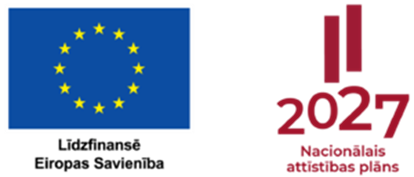 Līdzfinansē
Eiropas Savienība
2027
Nacionālais
attīstības plāns